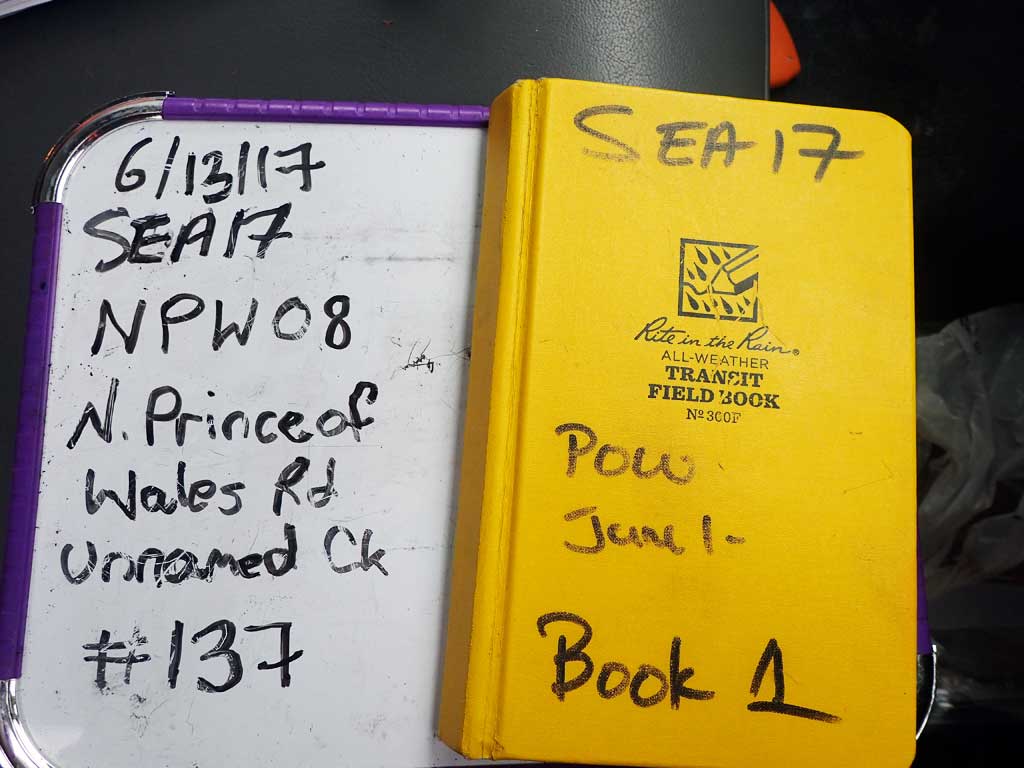 6/13/17
SEA17
NPW08
N. Prince of
Wales Rd
Unnamed Ck
#137
SEA17
Rite in the Rain®
ALL-WEATHER
TRANSIT
FIELD BOOK
Nº 300F
POW
June 1-
Book 1